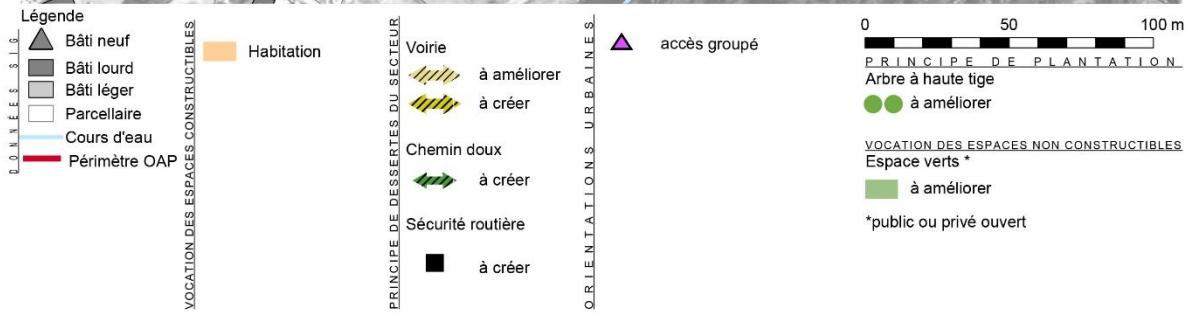 Légende
DONNEES SIG
Bâti neuf
Bâti lourd
Bâti léger
Parcellaire
Cours d'eau
Périmètre OAP
VOCATION DES ESPACES CONSTRUCTIBLES
Habitation
PRINCIPE DE DESSERTES DU SECTEUR
Voirie
à améliorer
à créer
Chemin doux
à créer
Sécurité routière
à créer
ORIENTATIONS URBAINES
accès groupé
0 50 100 m
PRINCIPE DE PLANTATION
Arbre à haute tige
à améliorer
VOCATION DES ESPACES NON CONSTRUCTIBLES
Espace verts *
à améliorer
*public ou privé ouvert